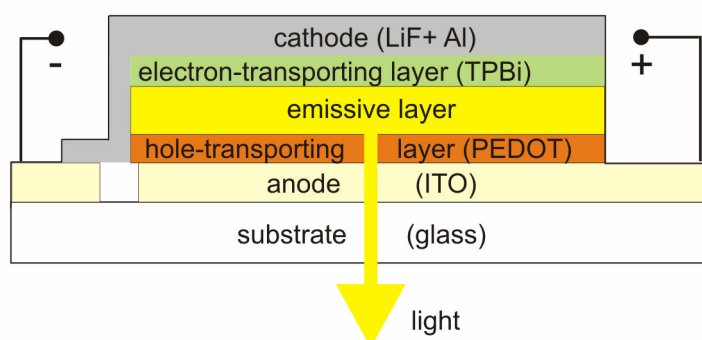 cathode (LiF+ Al)
-
+
electron-transporting layer (TPBi)
emissive layer
hole-transporting layer (PEDOT)
anode (ITO)
substrate (glass)
light